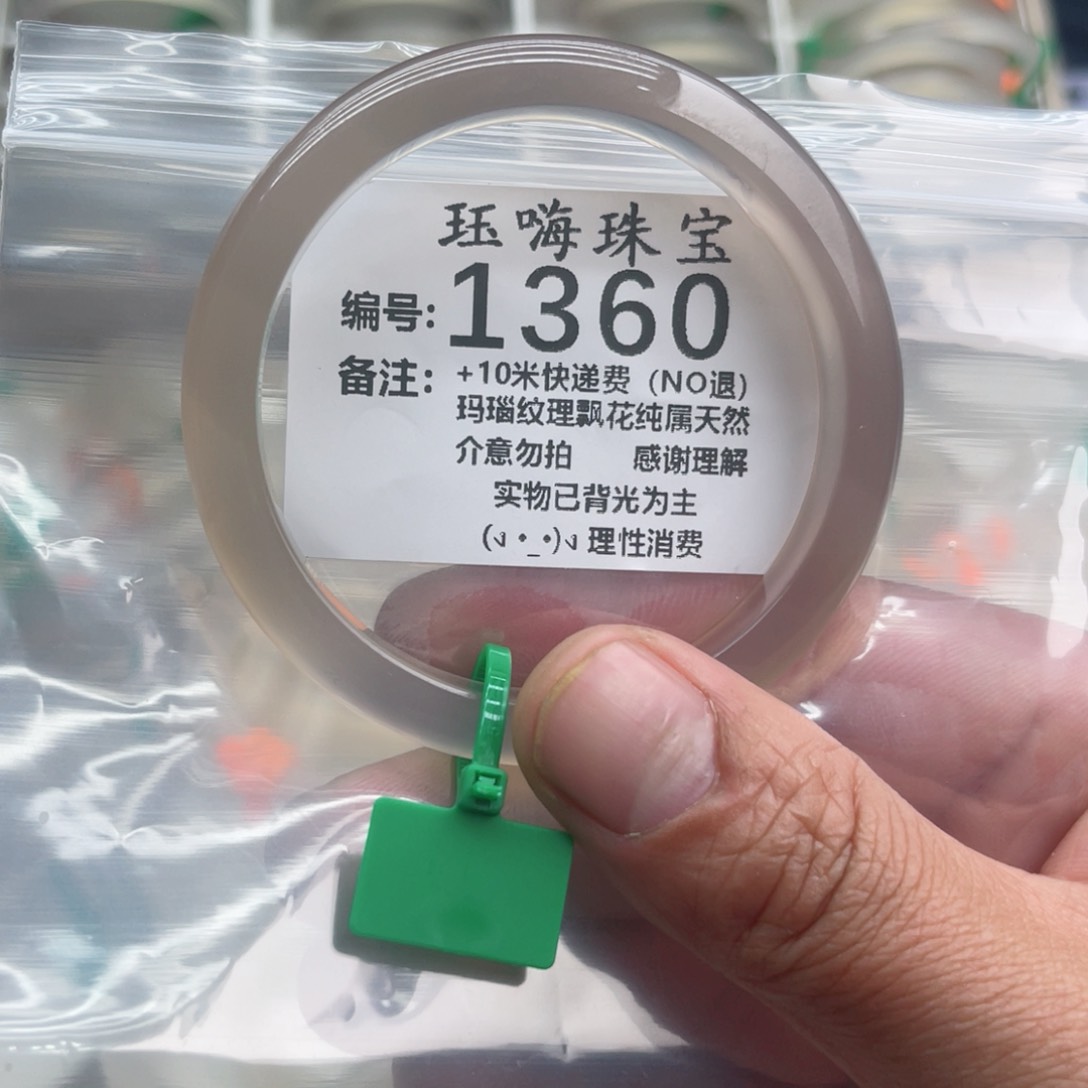 珏嗨珠宝
编号:1360
备注:+10米快递费(NO退)
玛瑙纹理飘花纯属天然
介意勿拍 感谢理解
实物已背光为主
(่ว•_•)ง 理性消费